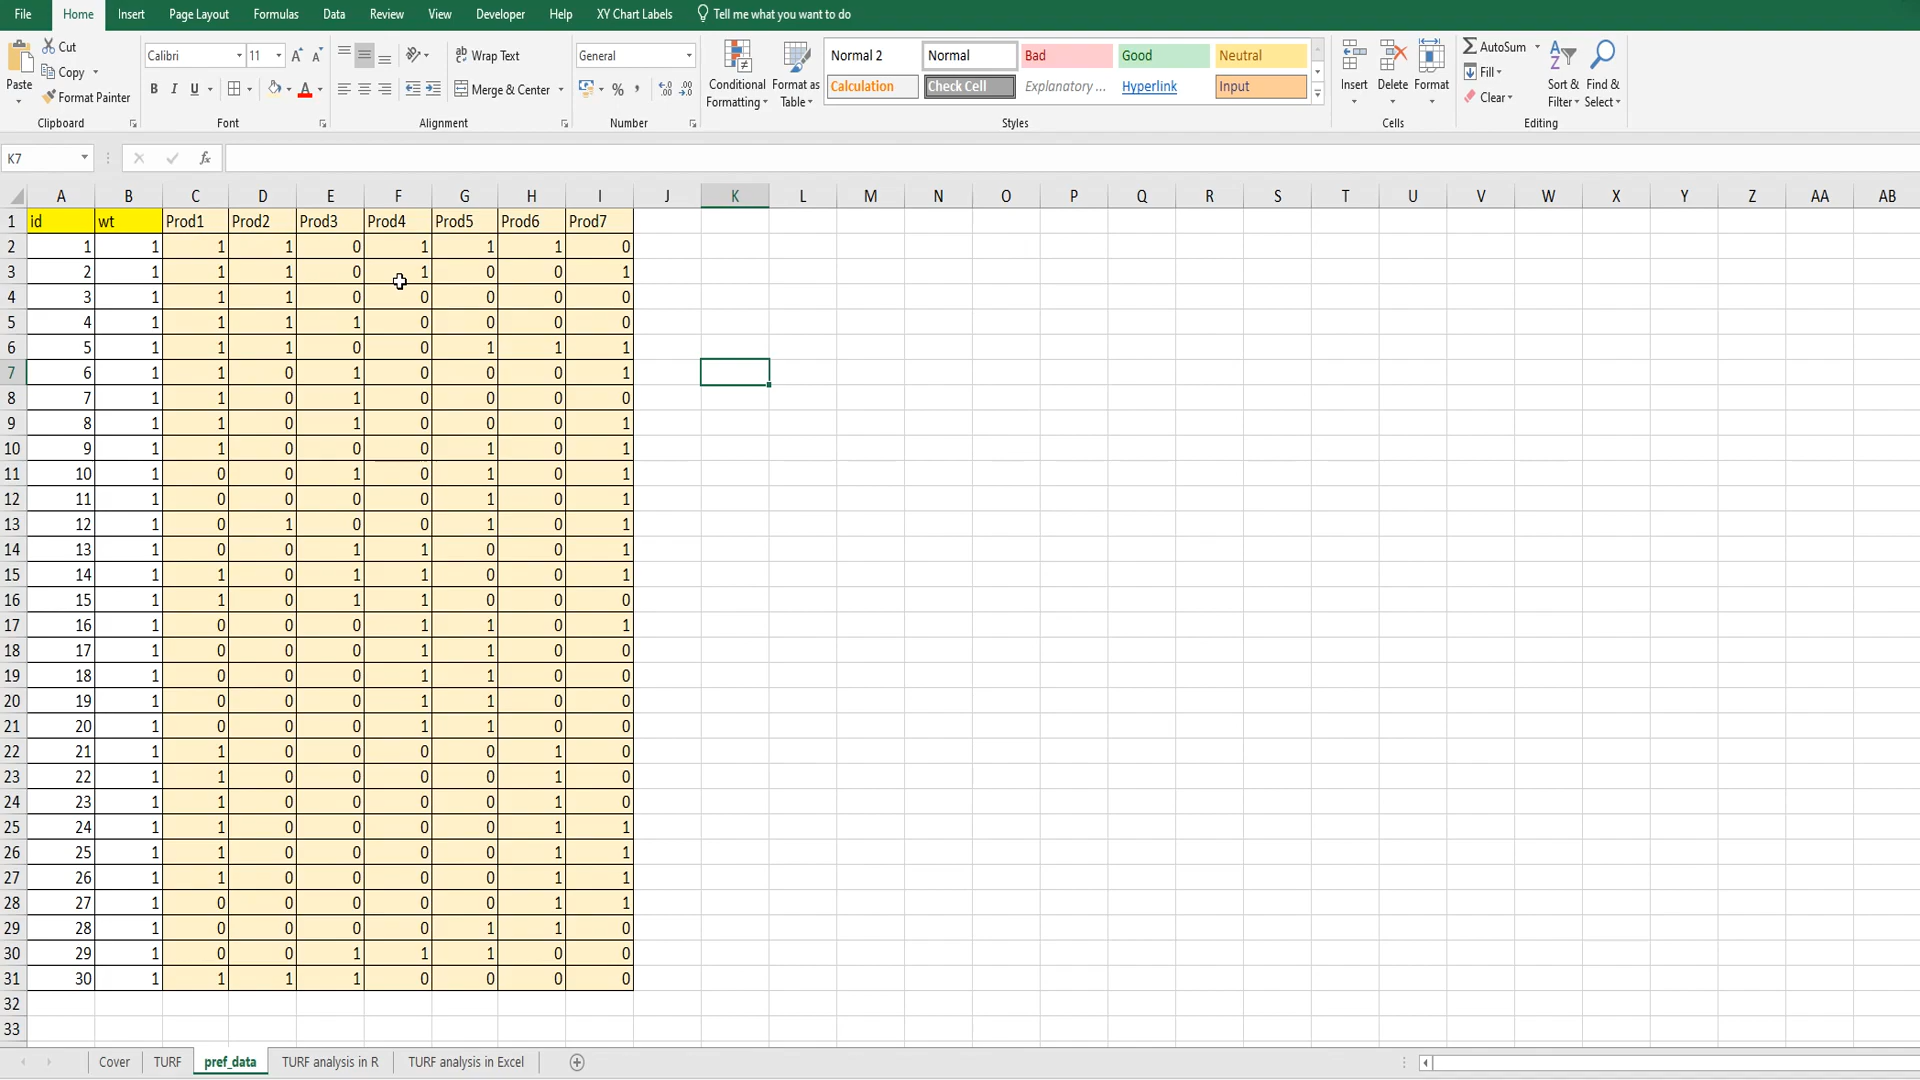 File Home Insert Page Layout Formulas Data Review View Developer Help XY Chart Labels Tell me what you want to do
Paste Cut Copy Format Painter
Calibri 11 A A
B I U A
Wrap Text
Merge & Center
General
% ,
Conditional Formatting
Format as Table
Normal 2 Normal Bad Good Neutral
Calculation Check Cell Explanatory ... Hyperlink Input
Insert Delete Format
AutoSum
Fill
Clear
Sort & Filter
Find & Select
Clipboard Font Alignment Number Styles Cells Editing
K7 fx
A B C D E F G H I J K L M N O P Q R S T U V W X Y Z AA AB
1 id wt Prod1 Prod2 Prod3 Prod4 Prod5 Prod6 Prod7
2 1 1 1 1 0 1 1 1 0
3 2 1 1 1 0 1 0 0 1
4 3 1 1 1 0 0 0 0 0
5 4 1 1 1 1 0 0 0 0
6 5 1 1 1 0 0 1 1 1
7 6 1 1 0 1 0 0 0 1
8 7 1 1 0 1 0 0 0 0
9 8 1 1 0 1 0 0 0 1
10 9 1 1 0 0 0 1 0 1
11 10 1 0 0 1 0 1 0 1
12 11 1 0 0 0 0 1 0 1
13 12 1 0 1 0 0 1 0 1
14 13 1 0 0 1 1 0 0 1
15 14 1 1 0 1 1 0 0 1
16 15 1 1 0 1 1 0 0 0
17 16 1 0 0 0 1 1 0 1
18 17 1 0 0 0 1 1 0 0
19 18 1 0 0 0 1 1 0 0
20 19 1 0 0 0 1 1 0 0
21 20 1 0 0 0 1 1 0 0
22 21 1 1 0 0 0 0 1 0
23 22 1 1 0 0 0 0 1 0
24 23 1 1 0 0 0 0 1 0
25 24 1 1 0 0 0 0 1 1
26 25 1 1 0 0 0 0 1 1
27 26 1 1 0 0 0 0 1 1
28 27 1 0 0 0 0 0 1 1
29 28 1 0 0 0 0 1 1 0
30 29 1 0 0 1 1 1 0 0
31 30 1 1 1 1 0 0 0 0
32
33
Cover TURF pref_data TURF analysis in R TURF analysis in Excel